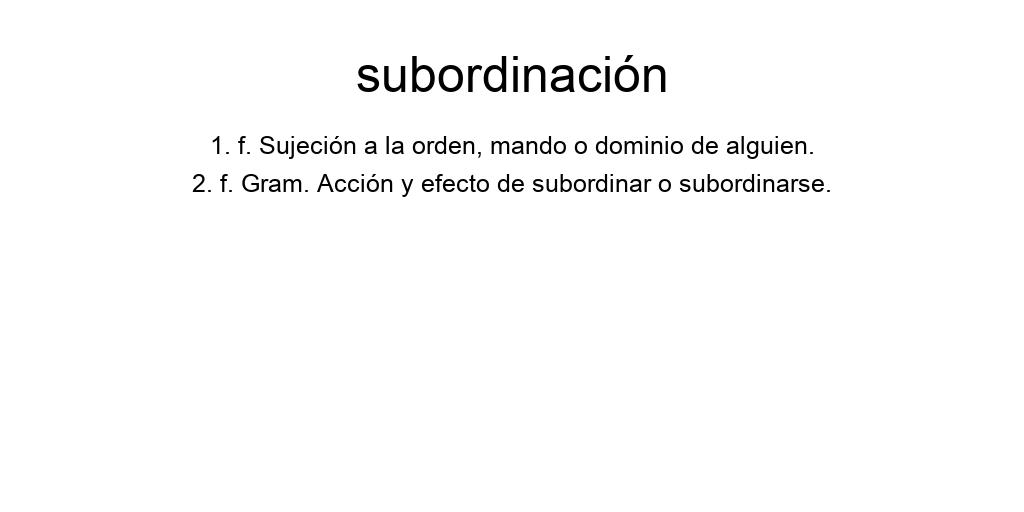 subordinación
1. f. Sujeción a la orden, mando o dominio de alguien.
2. f. Gram. Acción y efecto de subordinar o subordinarse.